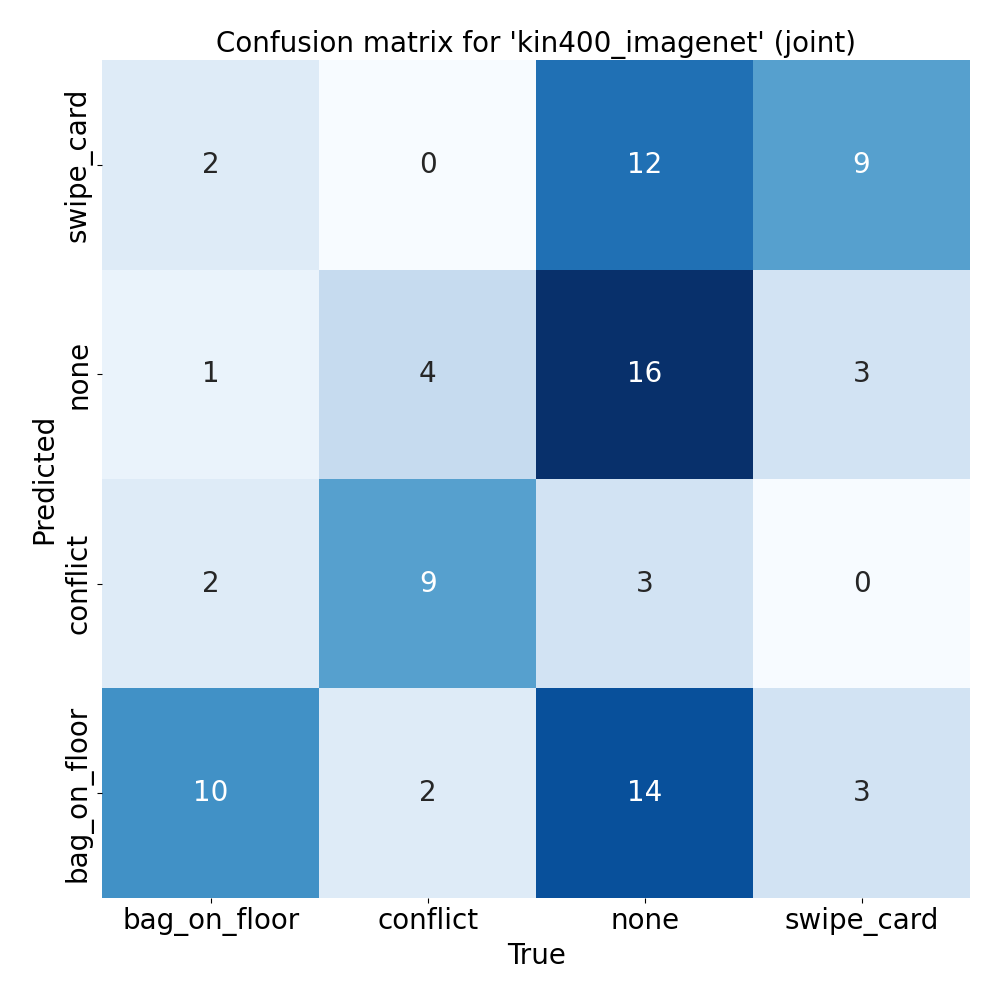 Confusion matrix for 'kin400_imagenet' (joint)
swipe_card
2 0 12 9
none
1 4 16 3
Predicted
conflict
2 9 3 0
bag_on_floor
10 2 14 3
bag_on_floor conflict none swipe_card
True